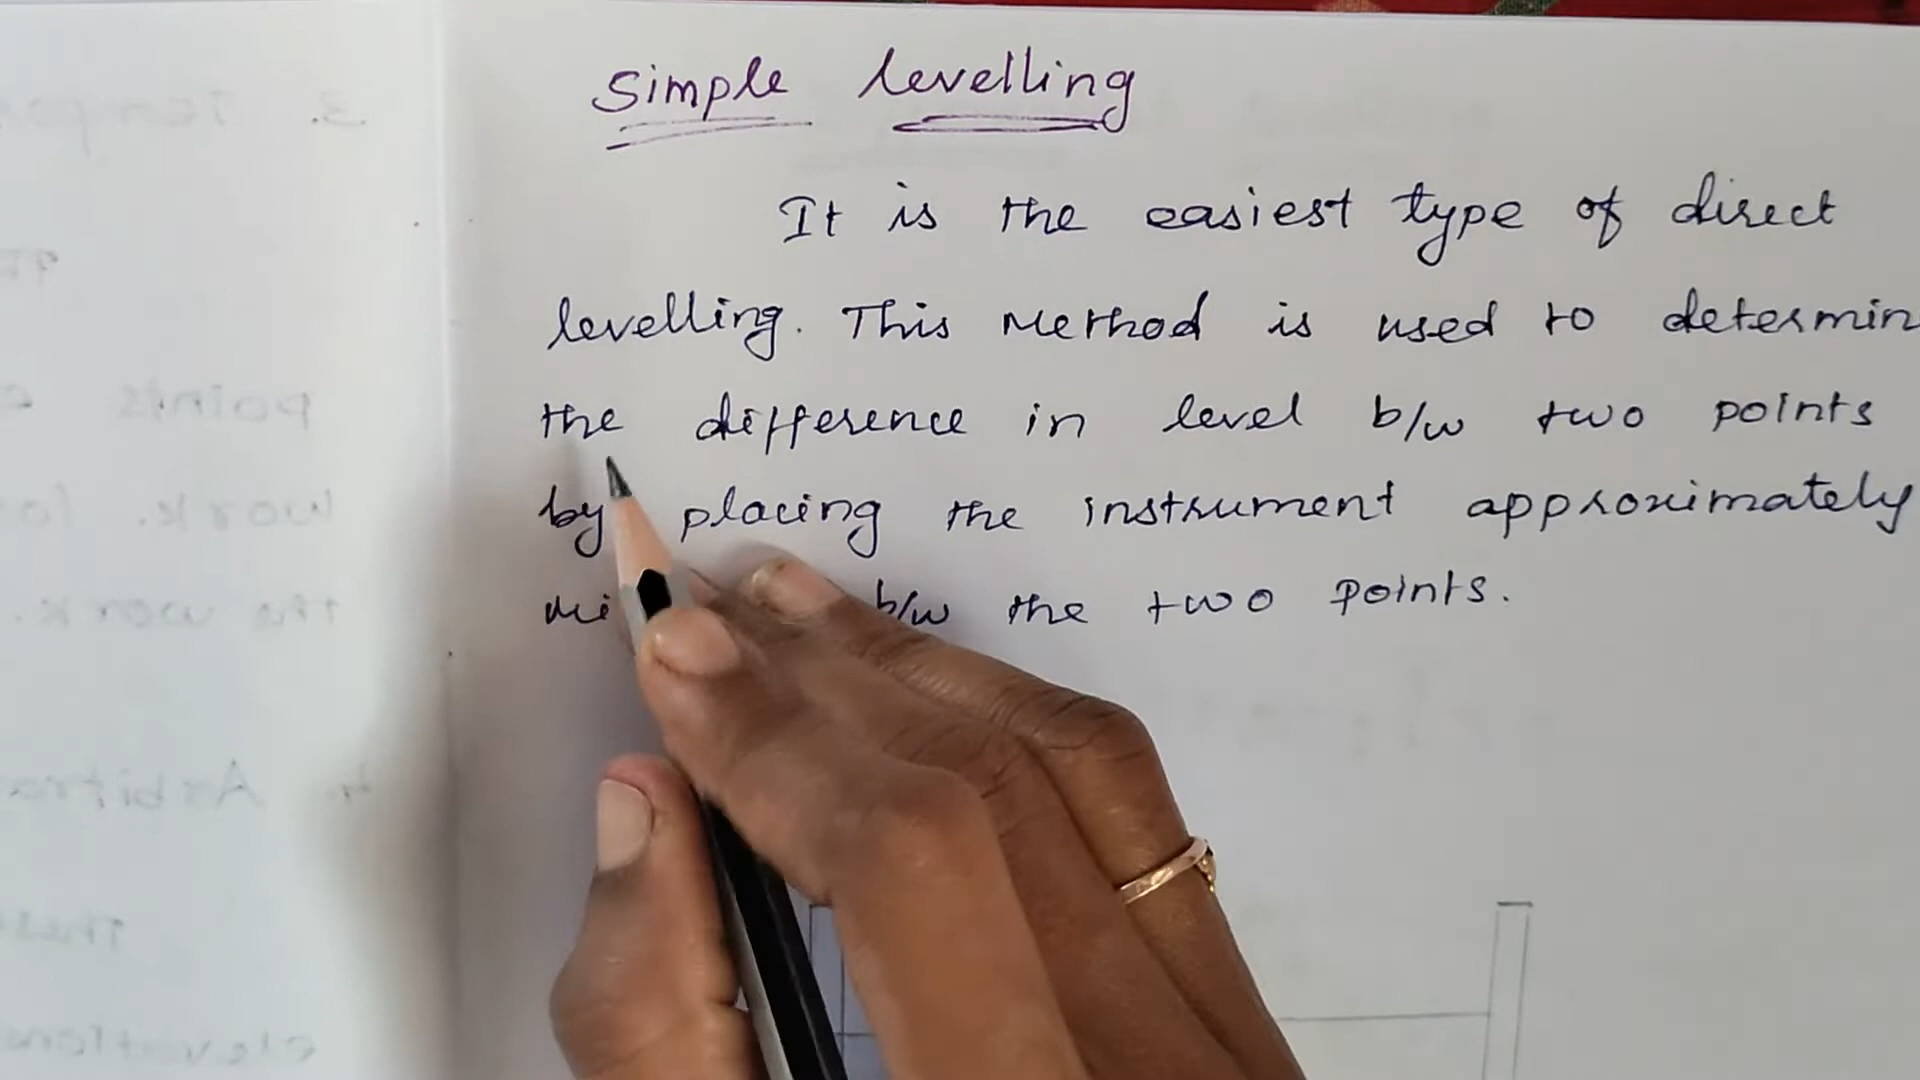 Simple levelling
It is the easiest type of direct
levelling. This Method is used to determin
the difference in level b/w two points
by placing the instrument approximately
b/w the two points.